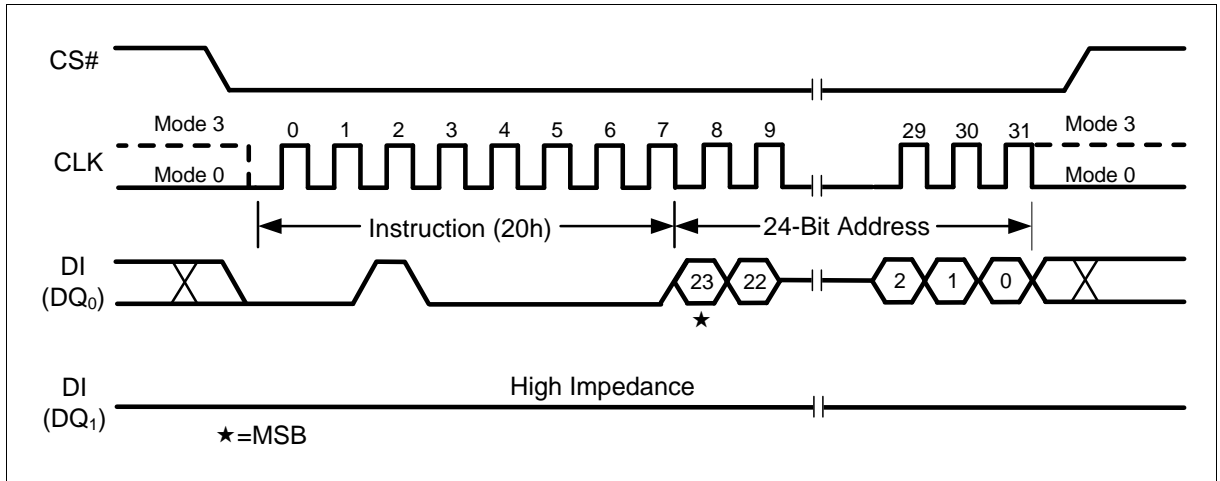 CS#
Mode 3 0 1 2 3 4 5 6 7 8 9 29 30 31 Mode 3
CLK
Mode 0 Mode 0
Instruction (20h) 24-Bit Address
DI
(DQ₀)
23 22 2 1 0
★
High Impedance
DI
(DQ₁)
★=MSB